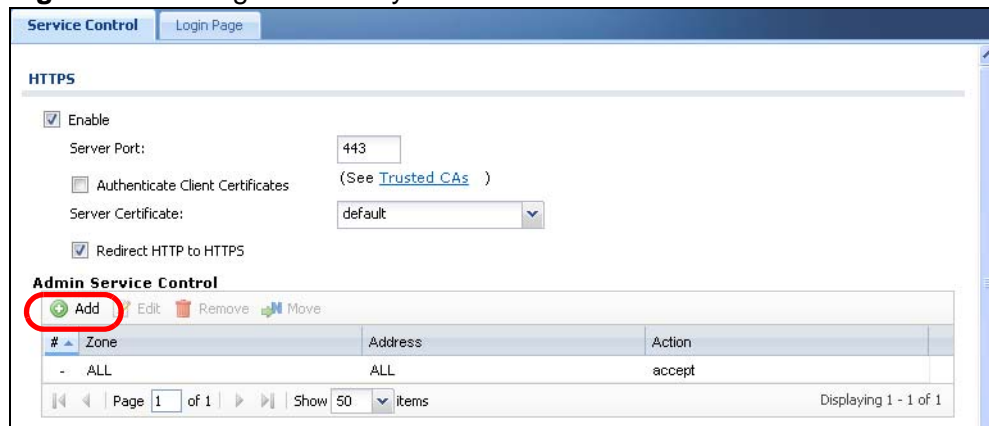 Service Control Login Page
HTTPS
Enable
Server Port: 443
Authenticate Client Certificates (See Trusted CAs )
Server Certificate: default
Redirect HTTP to HTTPS
Admin Service Control
Add Edit Remove Move
# Zone Address Action
- ALL ALL accept
Page 1 of 1 Show 50 items Displaying 1 - 1 of 1